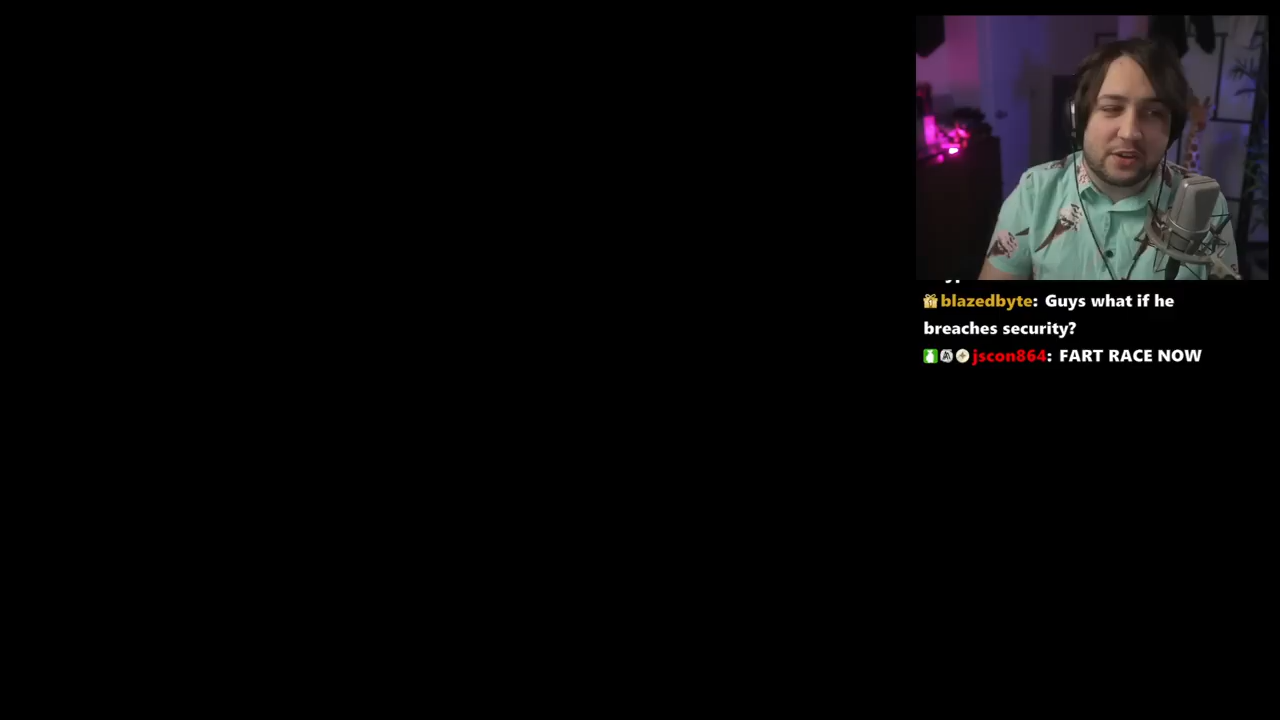 blazedbyte: Guys what if he
breaches security?
jscon864: FART RACE NOW